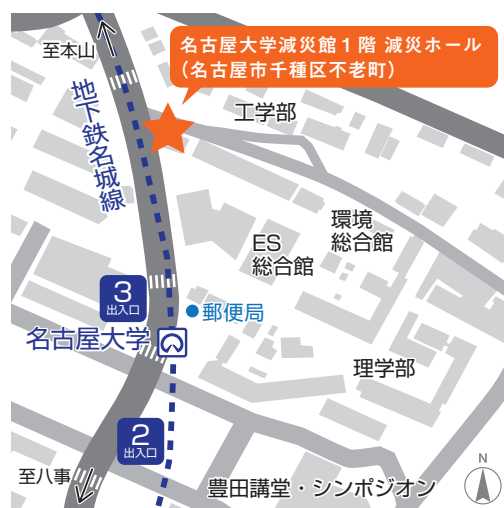 至本山
名古屋大学減災館1階 減災ホール
（名古屋市千種区不老町）
地下鉄名城線
工学部
環境
総合館
ES
総合館
3
出入口
郵便局
名古屋大学
理学部
2
出入口
至八事
豊田講堂・シンポジオン
N